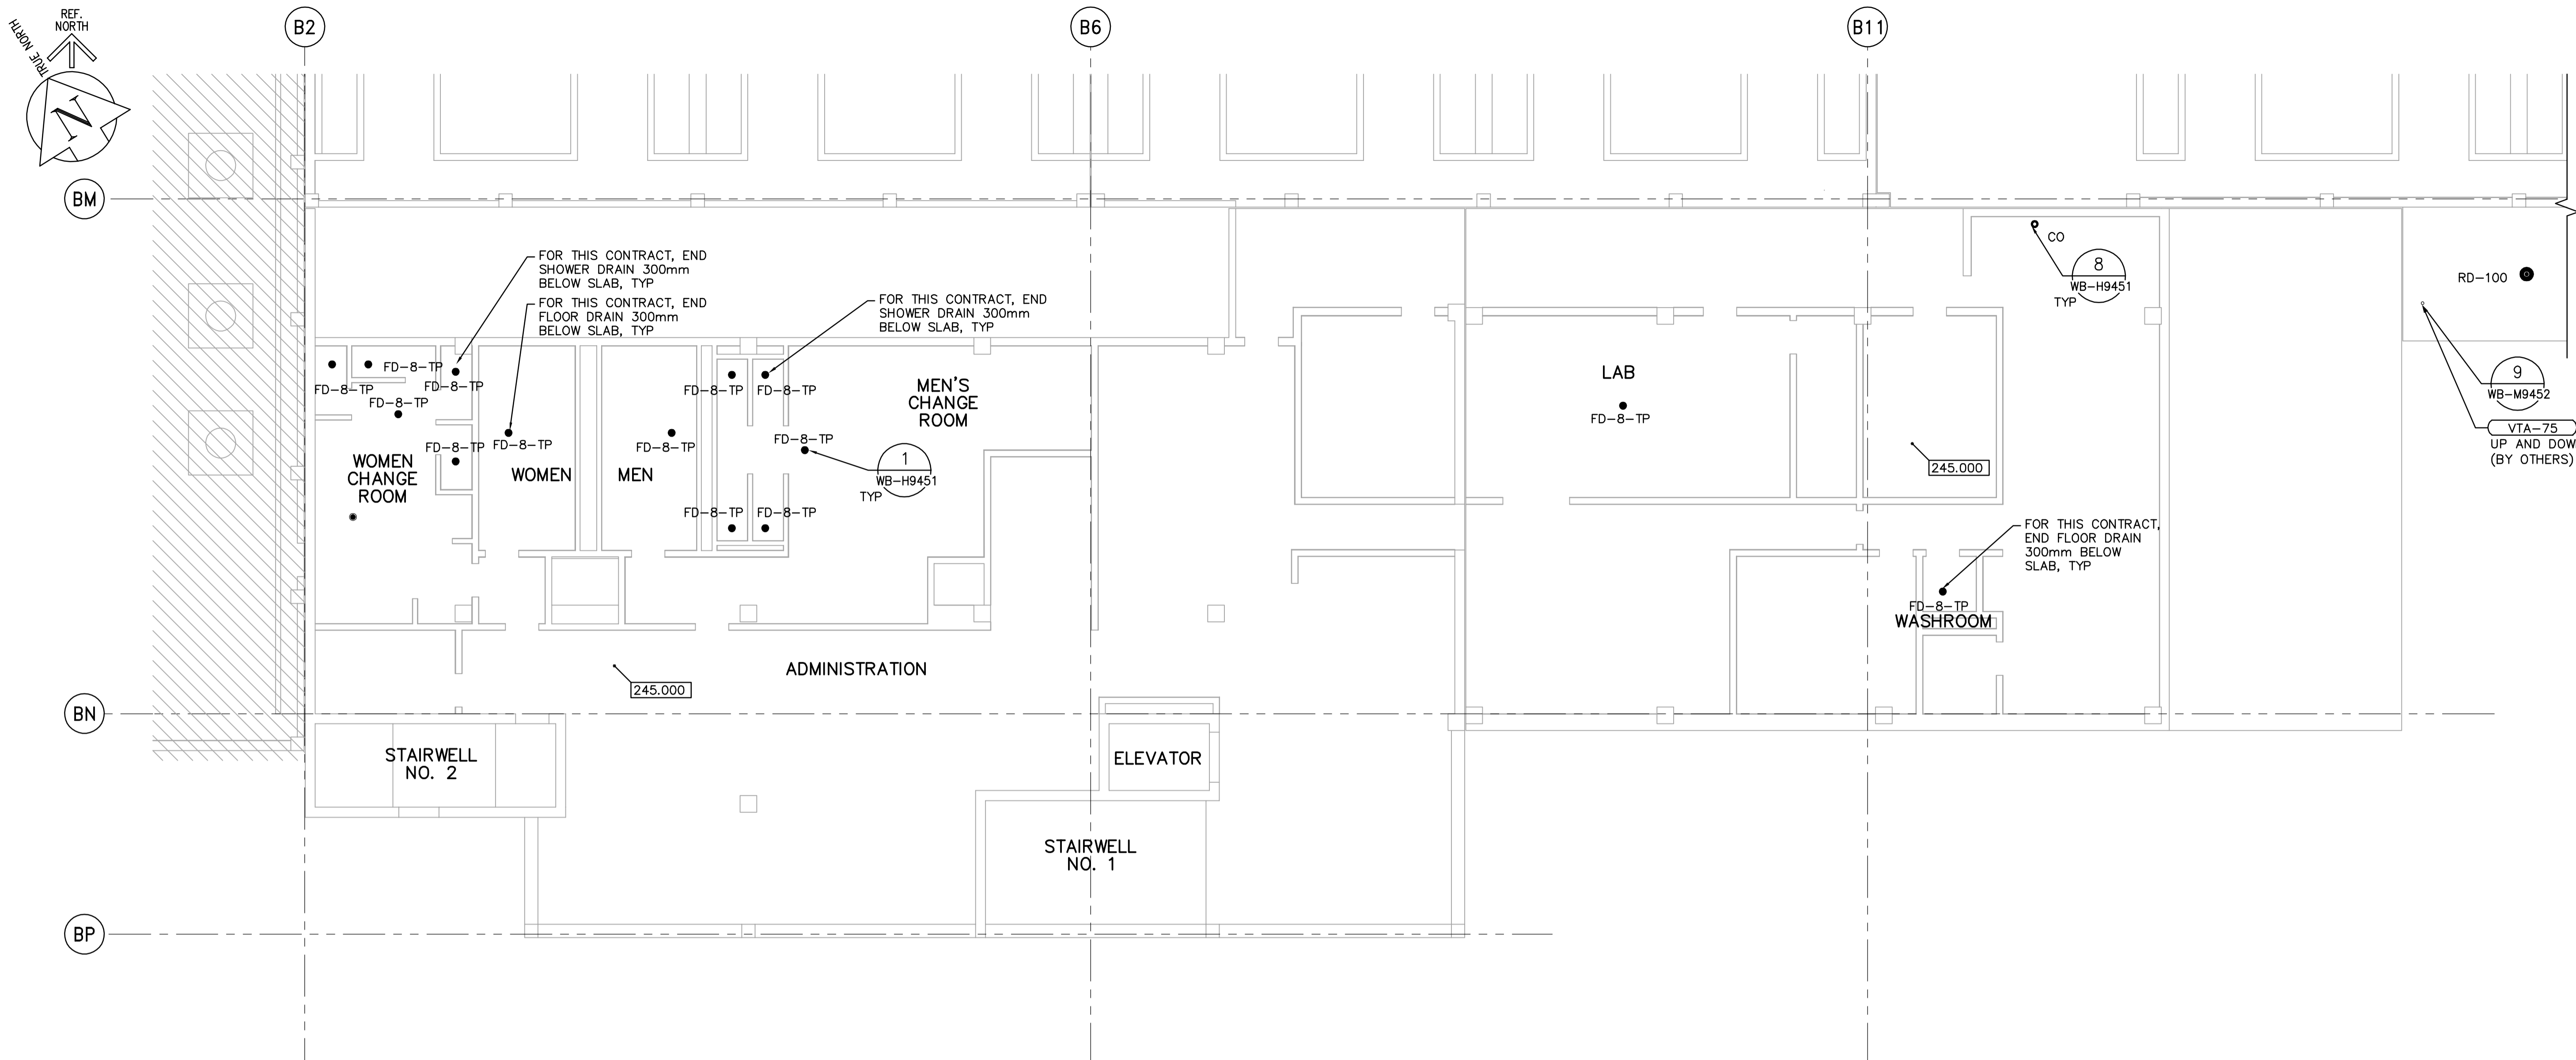 REF.
NORTH
TRUE NORTH
N
B2
B6
B11
BM
BN
BP
FOR THIS CONTRACT, END
SHOWER DRAIN 300mm
BELOW SLAB, TYP
FOR THIS CONTRACT, END
FLOOR DRAIN 300mm
BELOW SLAB, TYP
FOR THIS CONTRACT, END
SHOWER DRAIN 300mm
BELOW SLAB, TYP
FD-8-TP
FD-8-TP
FD-8-TP
FD-8-TP
FD-8-TP
FD-8-TP
WOMEN
CHANGE
ROOM
WOMEN
MEN
FD-8-TP
FD-8-TP
FD-8-TP
FD-8-TP
FD-8-TP
FD-8-TP
MEN'S
CHANGE
ROOM
1
WB-H9451
TYP
LAB
FD-8-TP
CO
8
WB-H9451
TYP
RD-100
9
WB-M9452
VTA-75
UP AND DOW
(BY OTHERS)
245.000
FOR THIS CONTRACT,
END FLOOR DRAIN
300mm BELOW
SLAB, TYP
FD-8-TP
WASHROOM
ADMINISTRATION
245.000
STAIRWELL
NO. 2
ELEVATOR
STAIRWELL
NO. 1